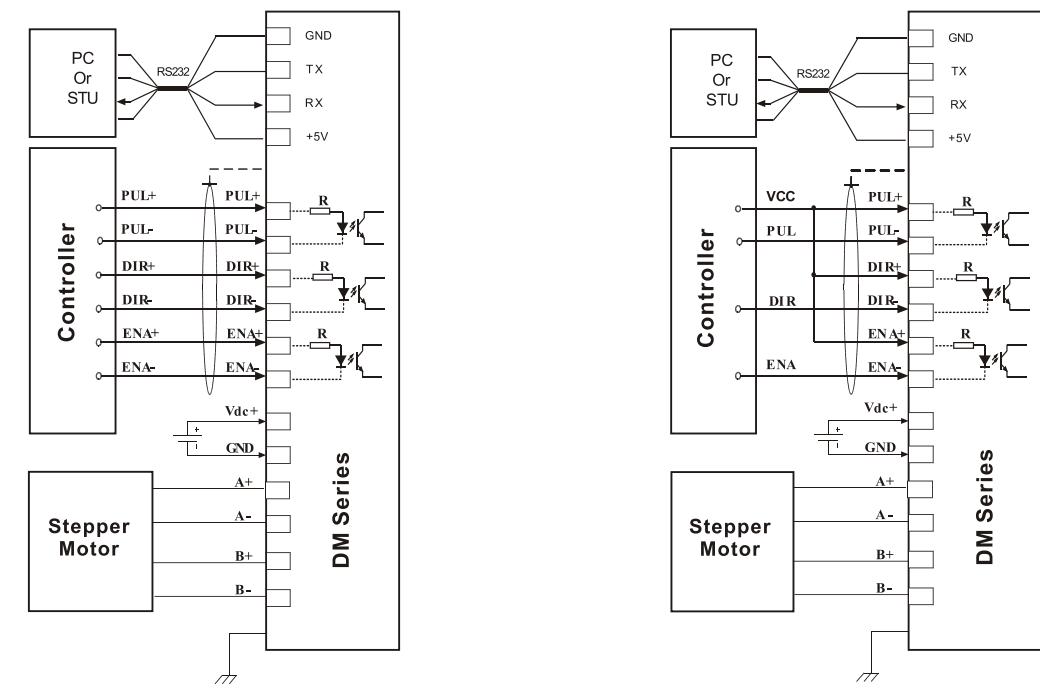 PC
Or
STU
RS232
GND
TX
RX
+5V
Controller
PUL+ PUL+
R
PUL- PUL-
DIR+ DIR+
R
DIR- DIR-
ENA+ ENA+
R
ENA- ENA-
Vdc+
+
-
GND
Stepper
Motor
A+
A-
B+
B-
DM Series
PC
Or
STU
RS232
GND
TX
RX
+5V
Controller
VCC PUL+
R
PUL PUL-
DIR+
R
DIR DIR-
ENA+
R
ENA ENA-
Vdc+
+
-
GND
Stepper
Motor
A+
A-
B+
B-
DM Series